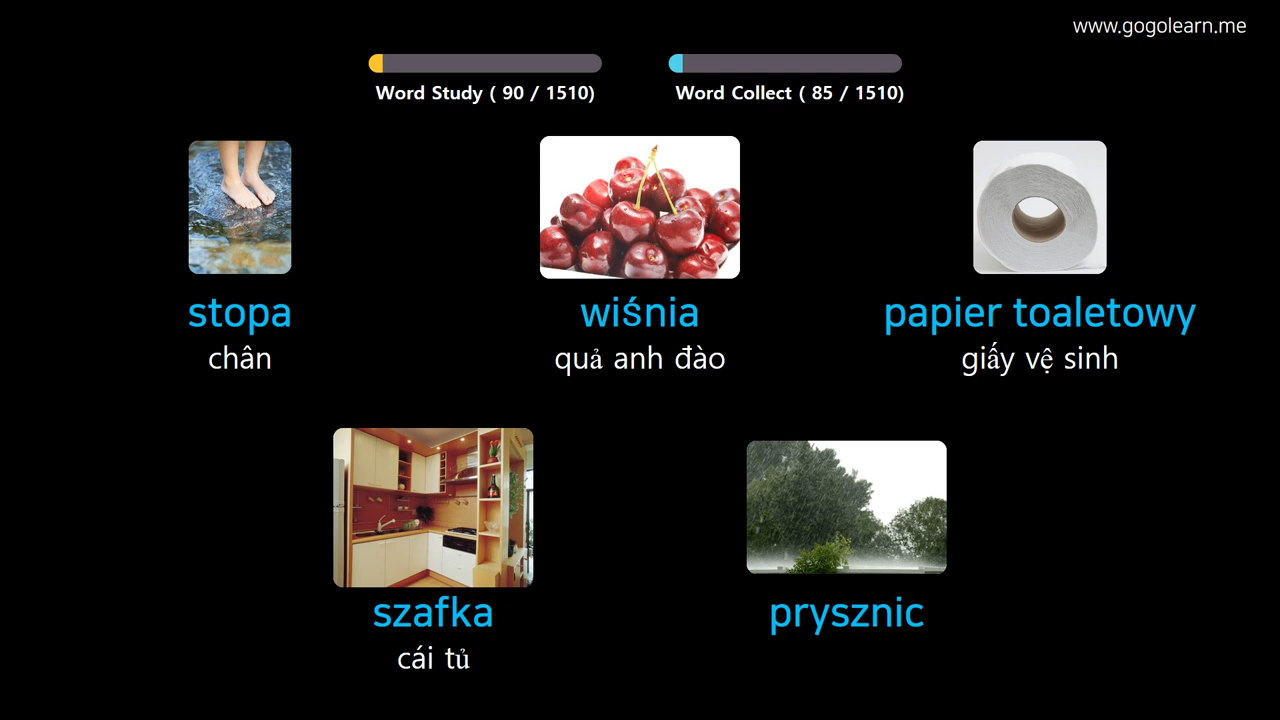 www.gogolearn.me
Word Study ( 90 / 1510)
Word Collect ( 85 / 1510)
stopa
chân
wiśnia
quả anh đào
papier toaletowy
giấy vệ sinh
szafka
cái tủ
prysznic